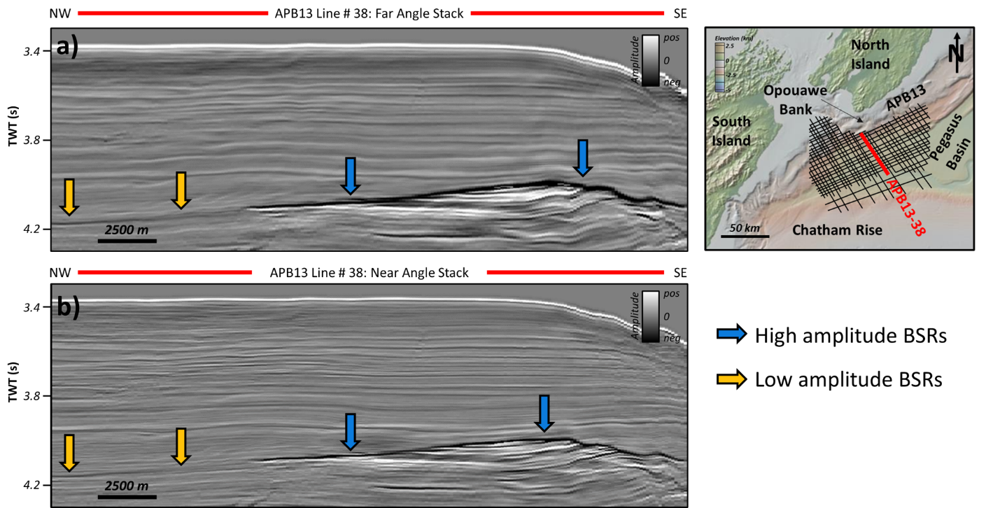 NW APB13 Line # 38: Far Angle Stack SE
a)
TWT (s)
3.4
3.8
4.2
2500 m
Amplitude
pos
0
neg
Elevation (km)
2.5
0
-2.5
-5
N
North
Island
Opouawe
Bank
APB13
South
Island
Pegasus
Basin
APB13-38
50 km
Chatham Rise
NW APB13 Line # 38: Near Angle Stack SE
b)
TWT (s)
3.4
3.8
4.2
2500 m
Amplitude
pos
0
neg
High amplitude BSRs
Low amplitude BSRs